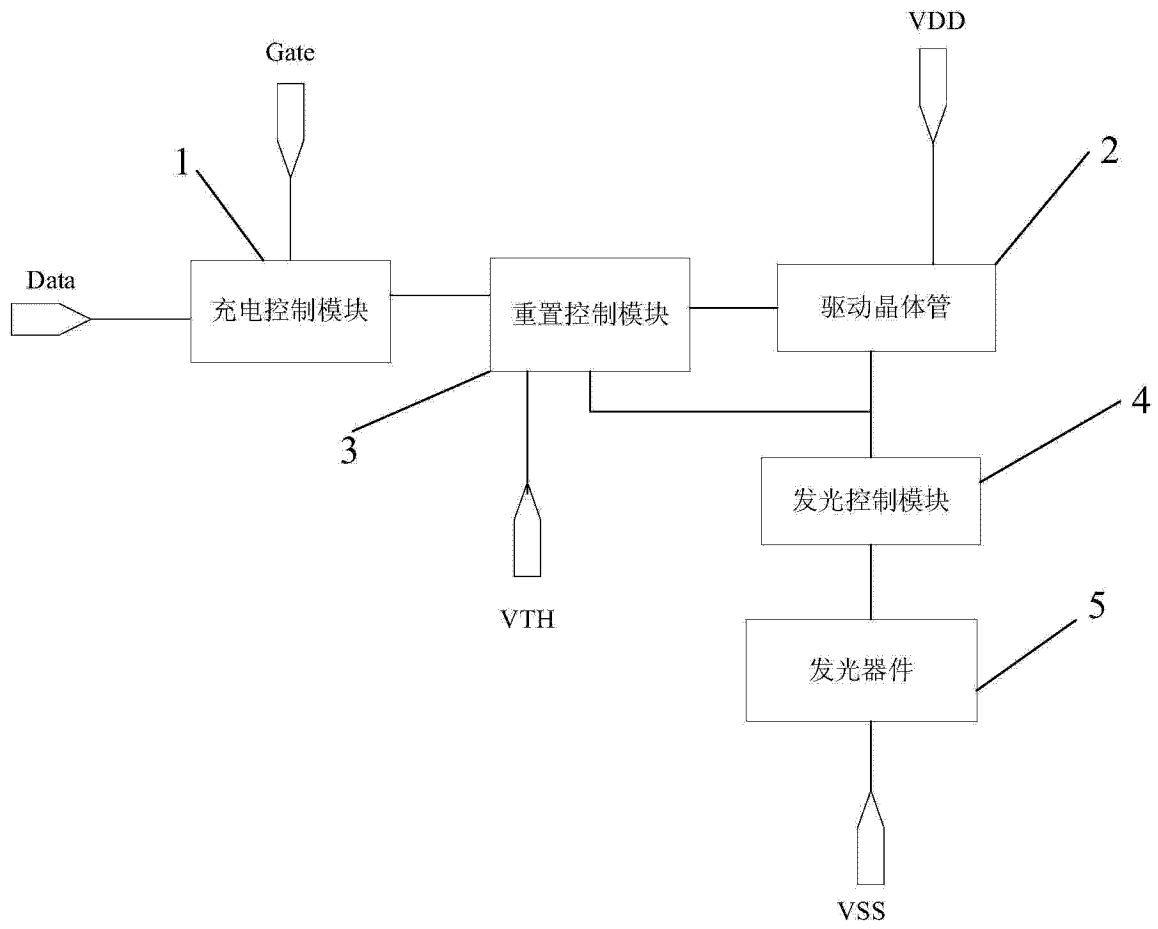 VDD
Gate
1
2
Data
充电控制模块
重置控制模块
驱动晶体管
3
4
发光控制模块
VTH
5
发光器件
VSS